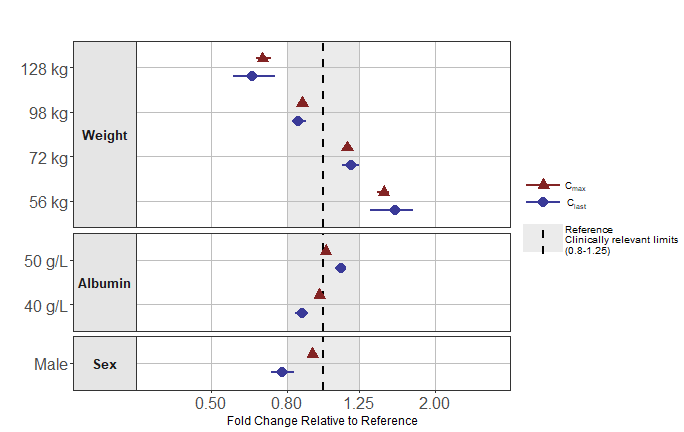 128 kg
98 kg
72 kg
56 kg
Weight
50 g/L
40 g/L
Albumin
Male
Sex
0.50 0.80 1.25 2.00
Fold Change Relative to Reference
Cmax
Clast
Reference
Clinically relevant limits
(0.8-1.25)